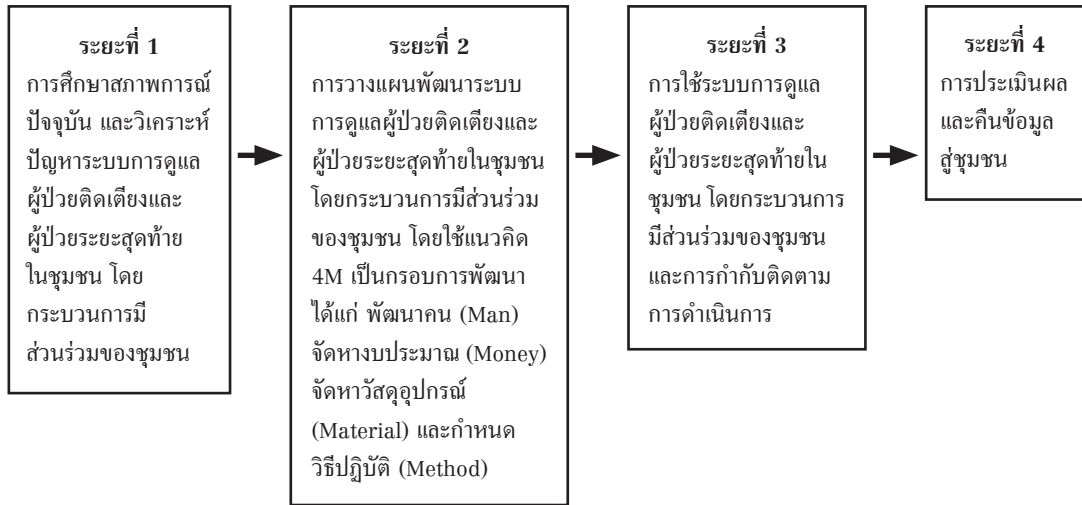 ระยะที่ 1
การศึกษาสภาพการณ์
ปัจจุบัน และวิเคราะห์
ปัญหาระบบการดูแล
ผู้ป่วยติดเตียงและ
ผู้ป่วยระยะสุดท้าย
ในชุมชน โดย
กระบวนการมี
ส่วนร่วมของชุมชน
ระยะที่ 2
การวางแผนพัฒนาระบบ
การดูแลผู้ป่วยติดเตียงและ
ผู้ป่วยระยะสุดท้ายในชุมชน
โดยกระบวนการมีส่วนร่วม
ของชุมชน โดยใช้แนวคิด
4M เป็นกรอบการพัฒนา
ได้แก่ พัฒนาคน (Man)
จัดหางบประมาณ (Money)
จัดหาวัสดุอุปกรณ์
(Material) และกำหนด
วิธีปฏิบัติ (Method)
ระยะที่ 3
การใช้ระบบการดูแล
ผู้ป่วยติดเตียงและ
ผู้ป่วยระยะสุดท้ายใน
ชุมชน โดยกระบวนการ
มีส่วนร่วมของชุมชน
และการกำกับติดตาม
การดำเนินการ
ระยะที่ 4
การประเมินผล
และคืนข้อมูล
สู่ชุมชน